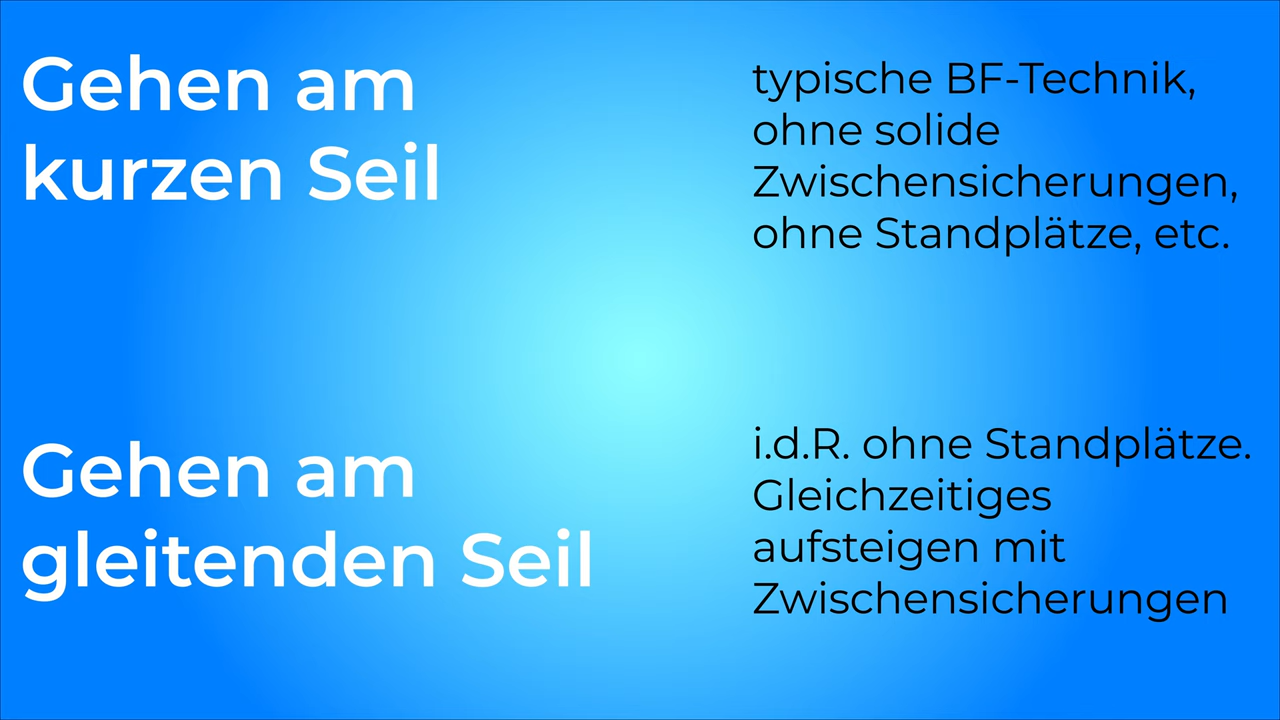 Gehen am
kurzen Seil
typische BF-Technik,
ohne solide
Zwischensicherungen,
ohne Standplätze, etc.
Gehen am
gleitenden Seil
i.d.R. ohne Standplätze.
Gleichzeitiges
aufsteigen mit
Zwischensicherungen